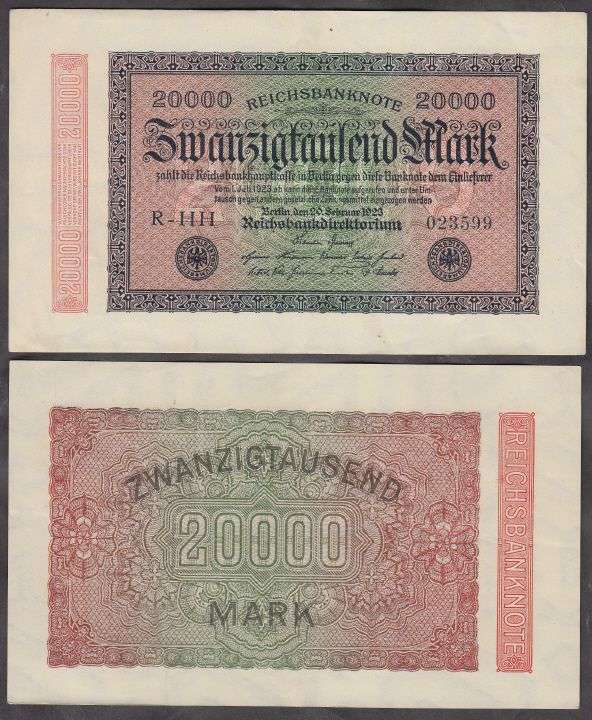 20000 REICHSBANKNOTE 20000
Zwanzigtausend Mark
zahlt die Reichsbankhauptkasse in Berlin gegen diese Banknote dem Einlieferer
Vom 1. Juli 1923 ab kann diese Banknote aufgerufen und unter Um-
tausch gegen andere gesetzliche Zahlungsmittel eingezogen werden
Berlin, den 20. Februar 1923
Reichsbankdirektorium
R-HH 023599
20000 20000
ZWANZIGTAUSEND
20000
MARK
REICHSBANKNOTE